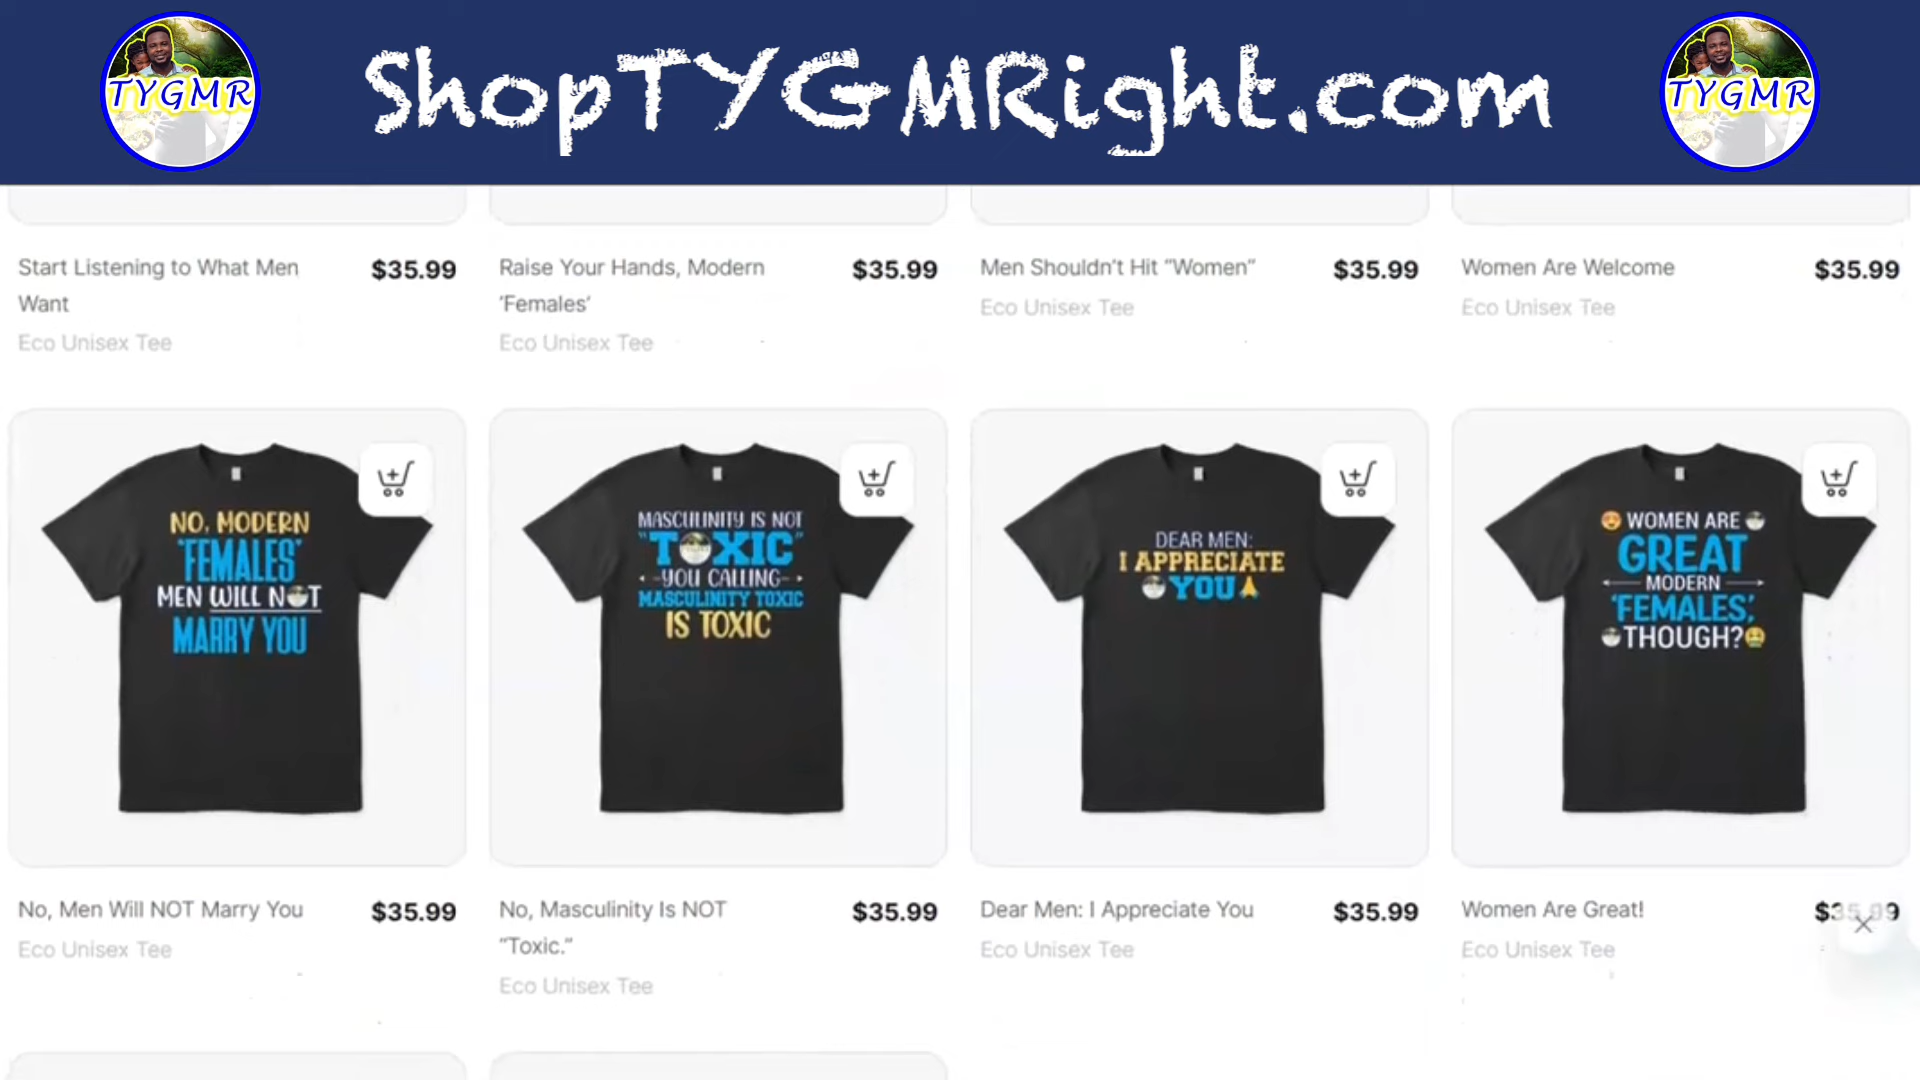 TYGMR
ShopTYGMRight.com
TYGMR
Start Listening to What Men
Want
$35.99
Eco Unisex Tee
Raise Your Hands, Modern
‘Females’
$35.99
Eco Unisex Tee
Men Shouldn't Hit “Women”
$35.99
Eco Unisex Tee
Women Are Welcome
$35.99
Eco Unisex Tee
NO, MODERN
‘FEMALES’
MEN WILL NOT
MARRY YOU
MASCULINITY IS NOT
“TOXIC”
YOU CALLING
MASCULINITY TOXIC
IS TOXIC
DEAR MEN:
I APPRECIATE
YOU🙏
😍 WOMEN ARE
GREAT
MODERN
‘FEMALES,’
THOUGH?🤮
No, Men Will NOT Marry You
$35.99
Eco Unisex Tee
No, Masculinity Is NOT
“Toxic.”
$35.99
Eco Unisex Tee
Dear Men: I Appreciate You
$35.99
Eco Unisex Tee
Women Are Great!
$35.99
Eco Unisex Tee